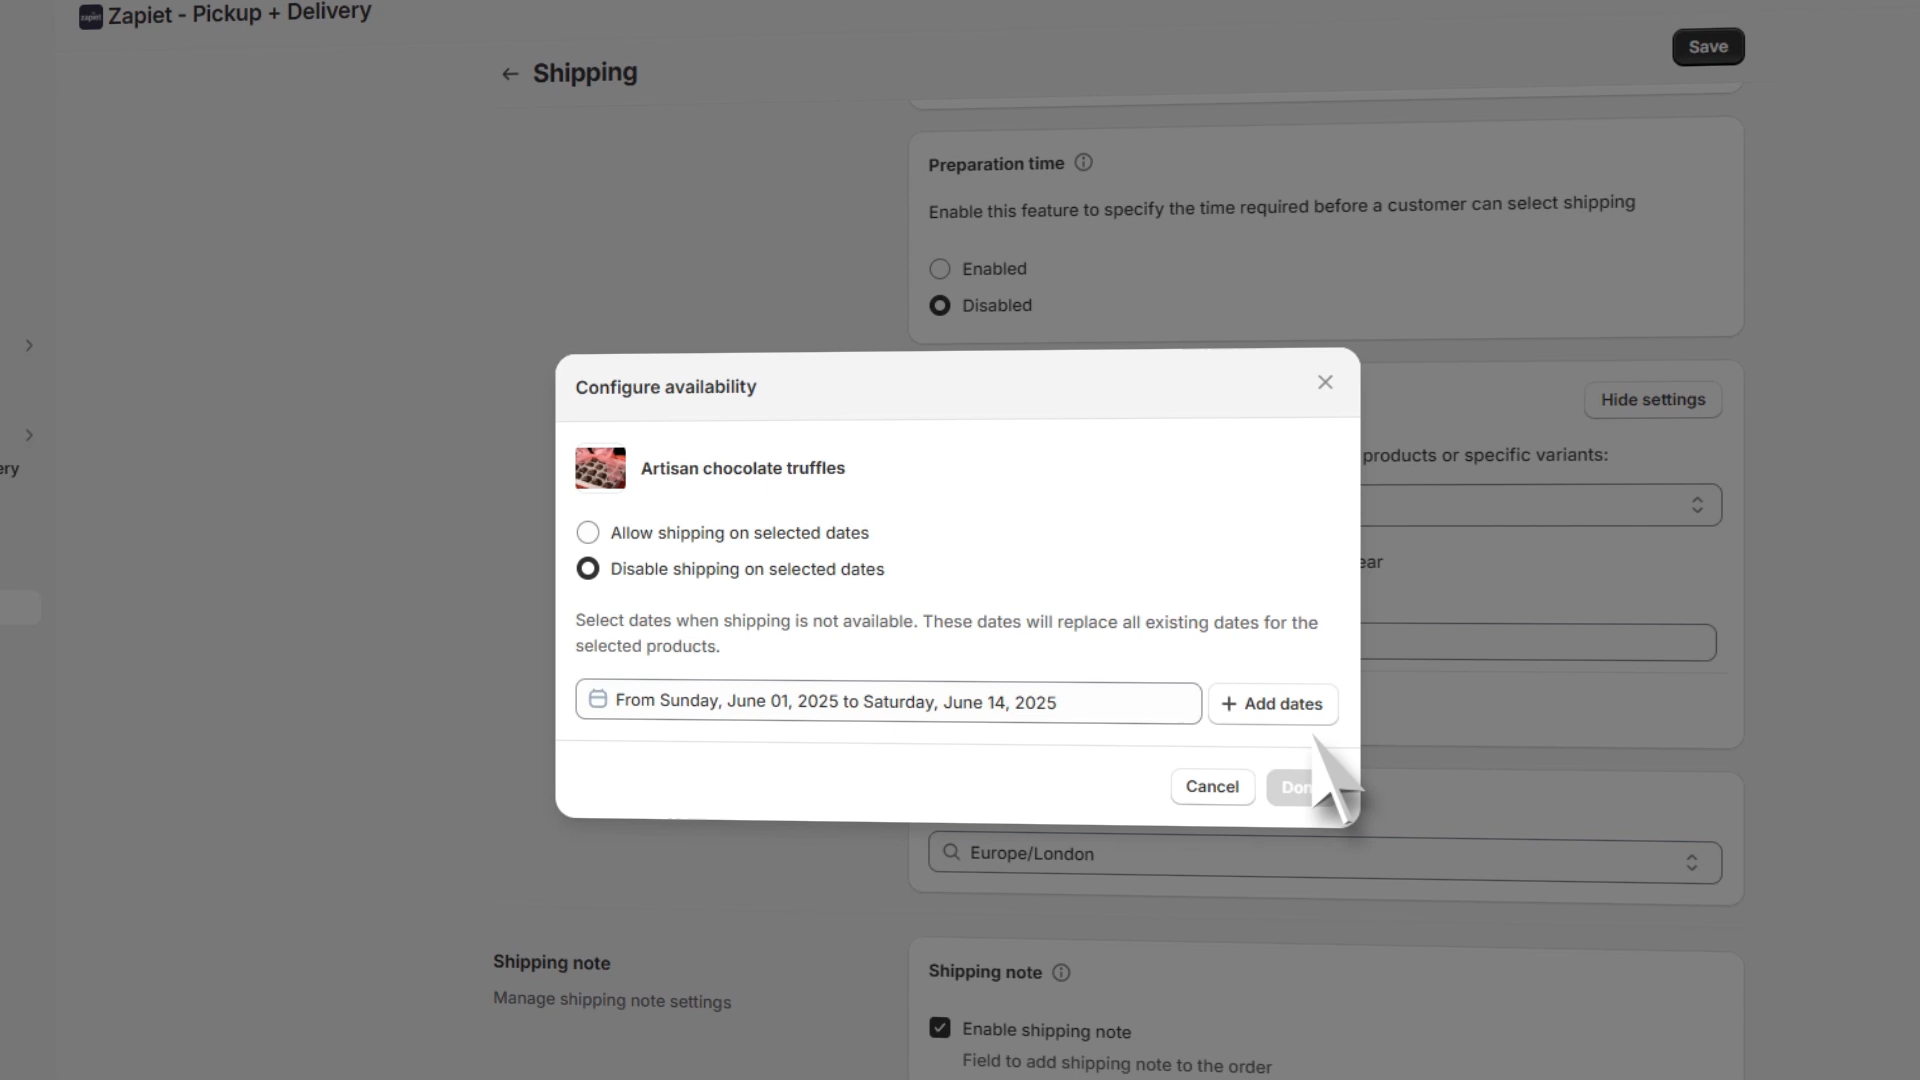 zapiet
Zapiet - Pickup + Delivery
Shipping
Save
Preparation time
Enable this feature to specify the time required before a customer can select shipping
Enabled
Disabled
Hide settings
products or specific variants:
ear
ery
Configure availability
Artisan chocolate truffles
Allow shipping on selected dates
Disable shipping on selected dates
Select dates when shipping is not available. These dates will replace all existing dates for the
selected products.
From Sunday, June 01, 2025 to Saturday, June 14, 2025
+ Add dates
Cancel
Don
Europe/London
Shipping note
Manage shipping note settings
Shipping note
Enable shipping note
Field to add shipping note to the order